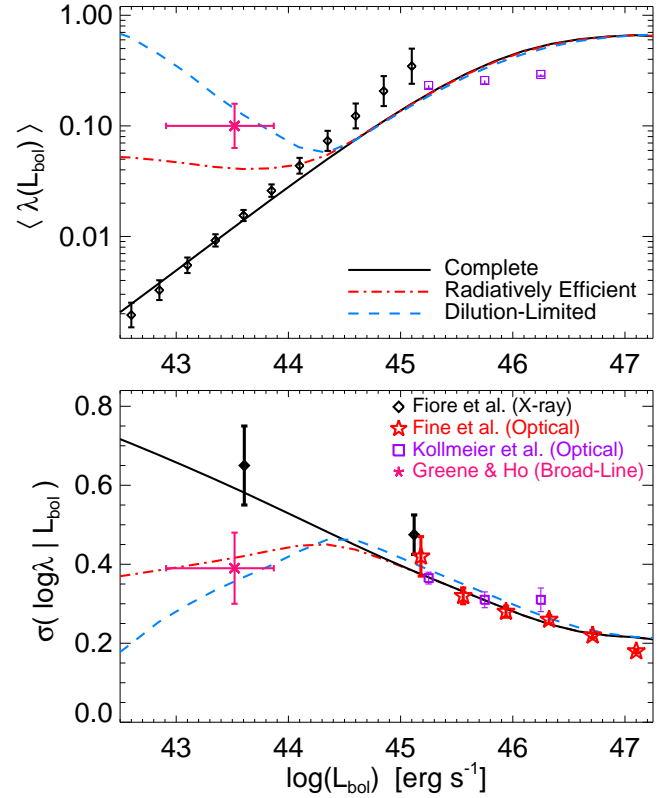 1.00
0.10
0.01
⟨ λ(L_bol) ⟩
Complete
Radiatively Efficient
Dilution-Limited
43 44 45 46 47
0.8
0.6
0.4
0.2
0.0
σ( logλ | L_bol)
Fiore et al. (X-ray)
Fine et al. (Optical)
Kollmeier et al. (Optical)
Greene & Ho (Broad-Line)
43 44 45 46 47
log(L_bol) [erg s⁻¹]